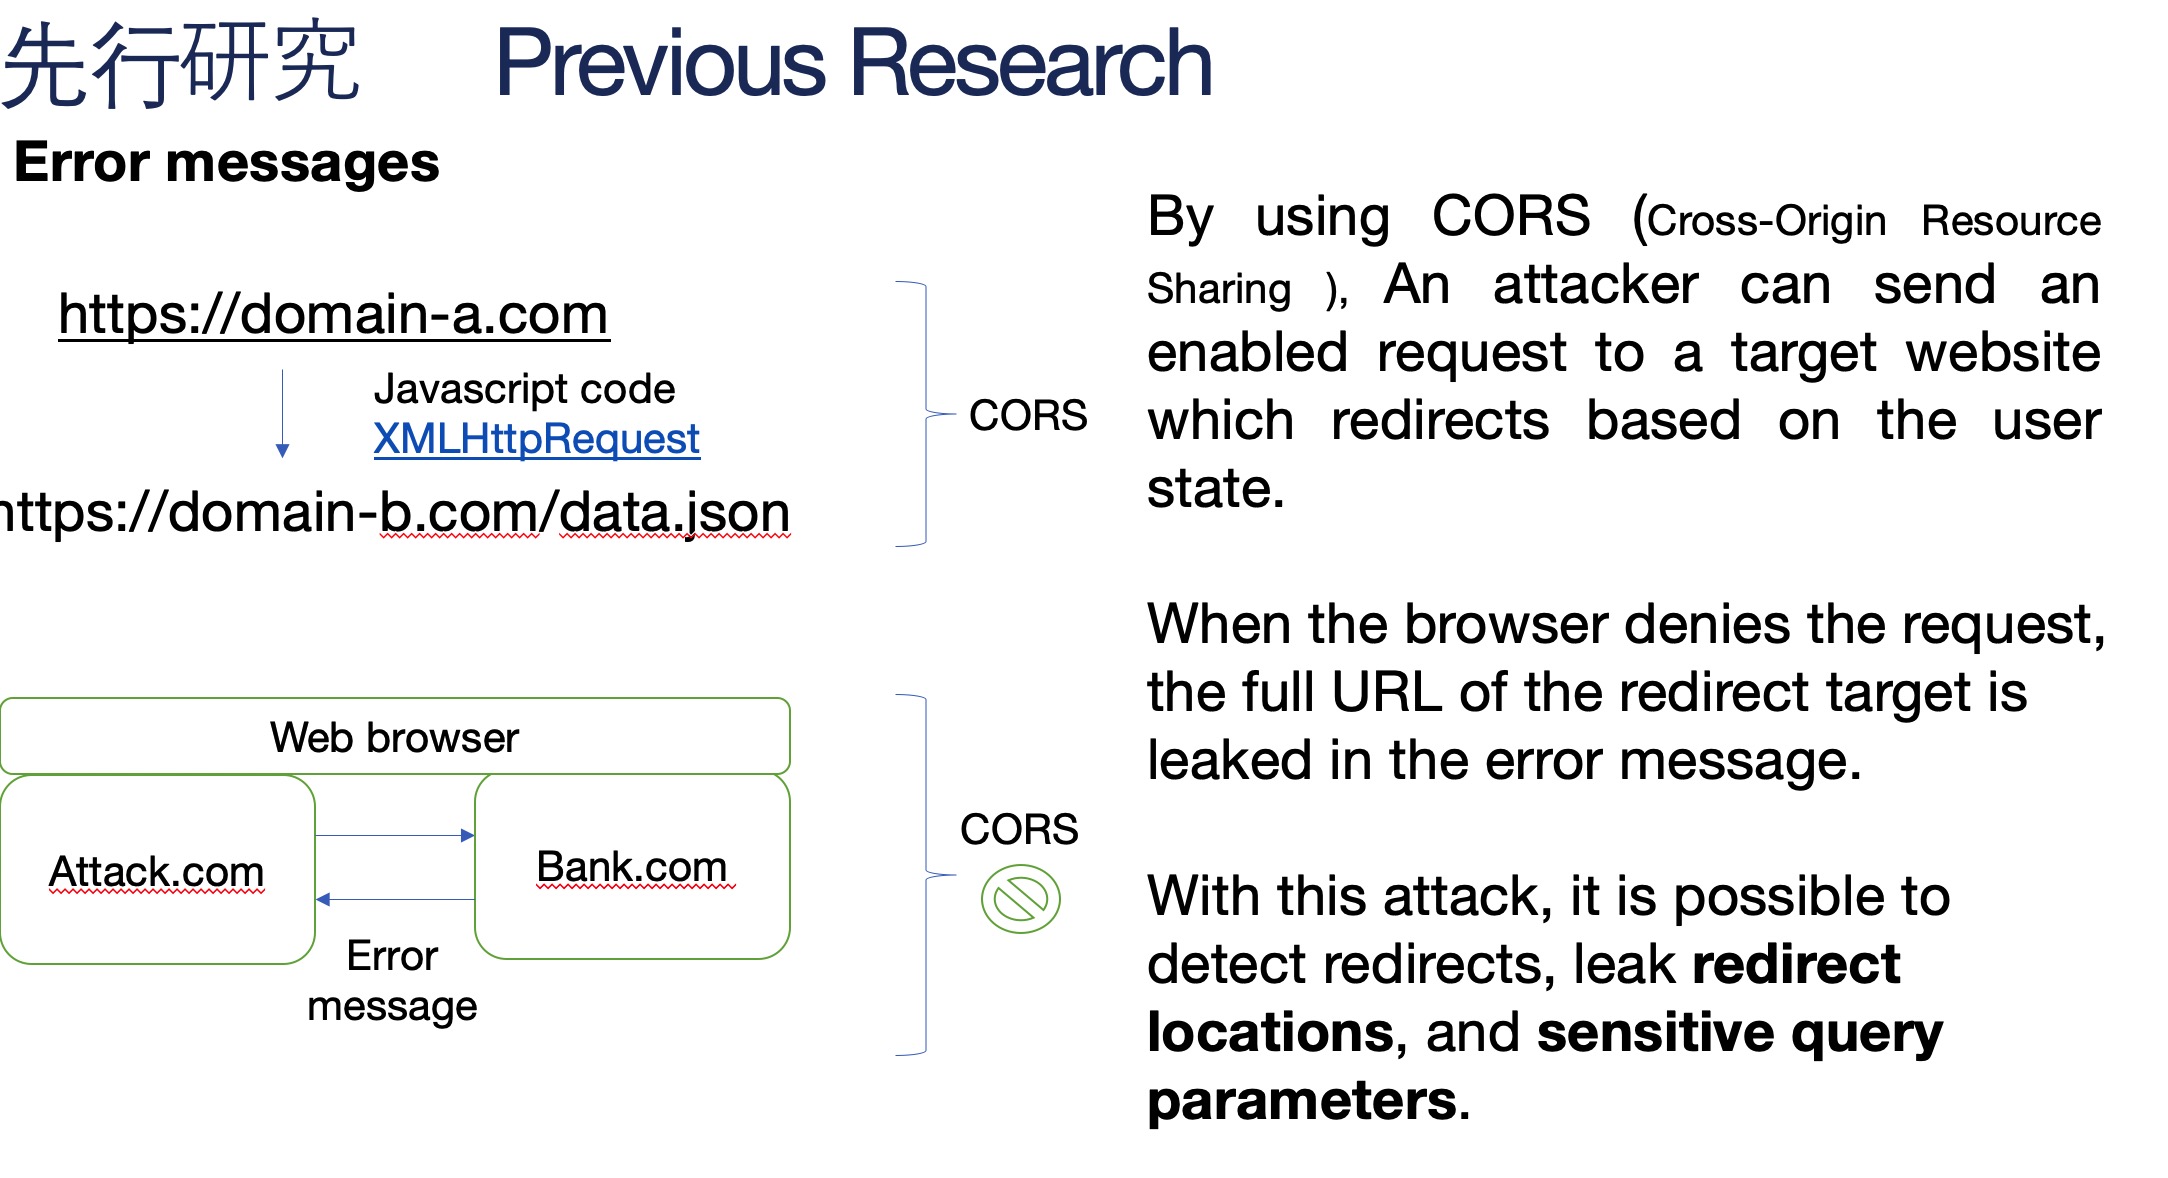 先行研究 Previous Research
Error messages
https://domain-a.com
Javascript code
XMLHttpRequest
https://domain-b.com/data.json
CORS
Web browser
Attack.com
Bank.com
Error
message
CORS
By using CORS (Cross-Origin Resource
Sharing ), An attacker can send an
enabled request to a target website
which redirects based on the user
state.
When the browser denies the request,
the full URL of the redirect target is
leaked in the error message.
With this attack, it is possible to
detect redirects, leak redirect
locations, and sensitive query
parameters.